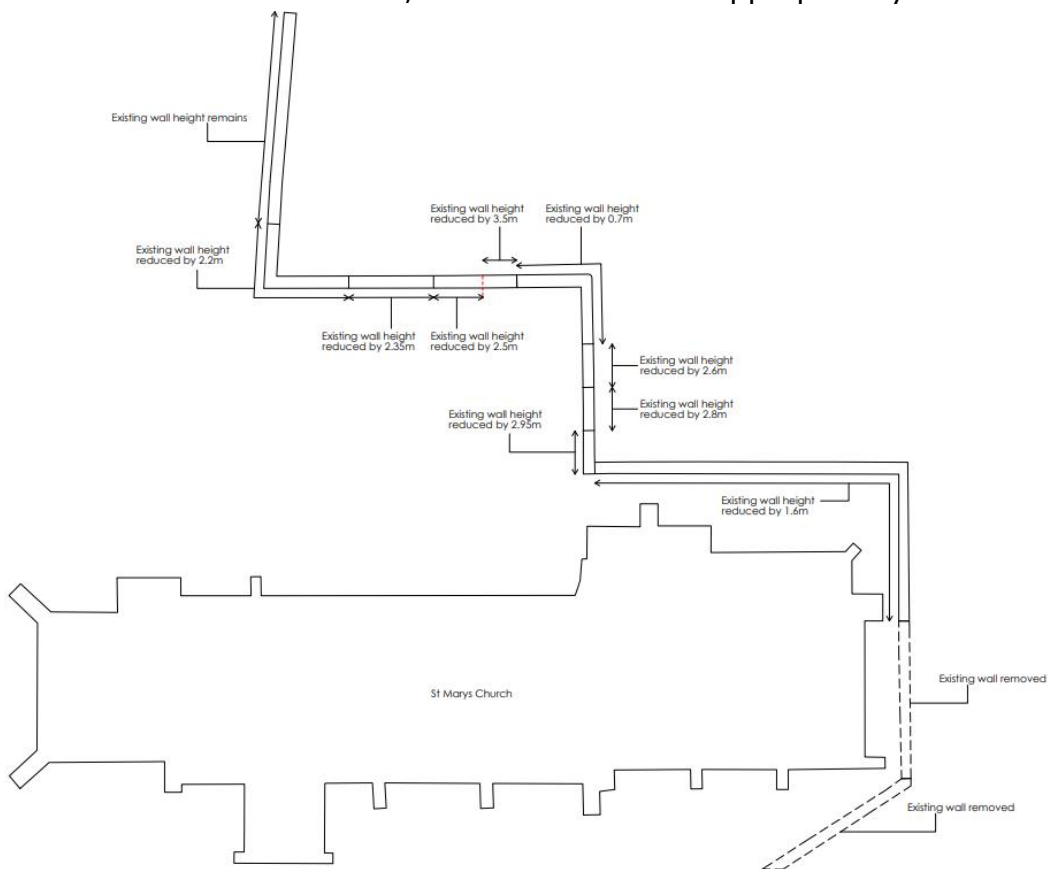 Existing wall height remains
Existing wall height
reduced by 3.5m
Existing wall height
reduced by 0.7m
Existing wall height
reduced by 2.2m
Existing wall height
reduced by 2.35m
Existing wall height
reduced by 2.5m
Existing wall height
reduced by 2.6m
Existing wall height
reduced by 2.8m
Existing wall height
reduced by 2.95m
Existing wall height
reduced by 1.6m
St Marys Church
Existing wall removed
Existing wall removed